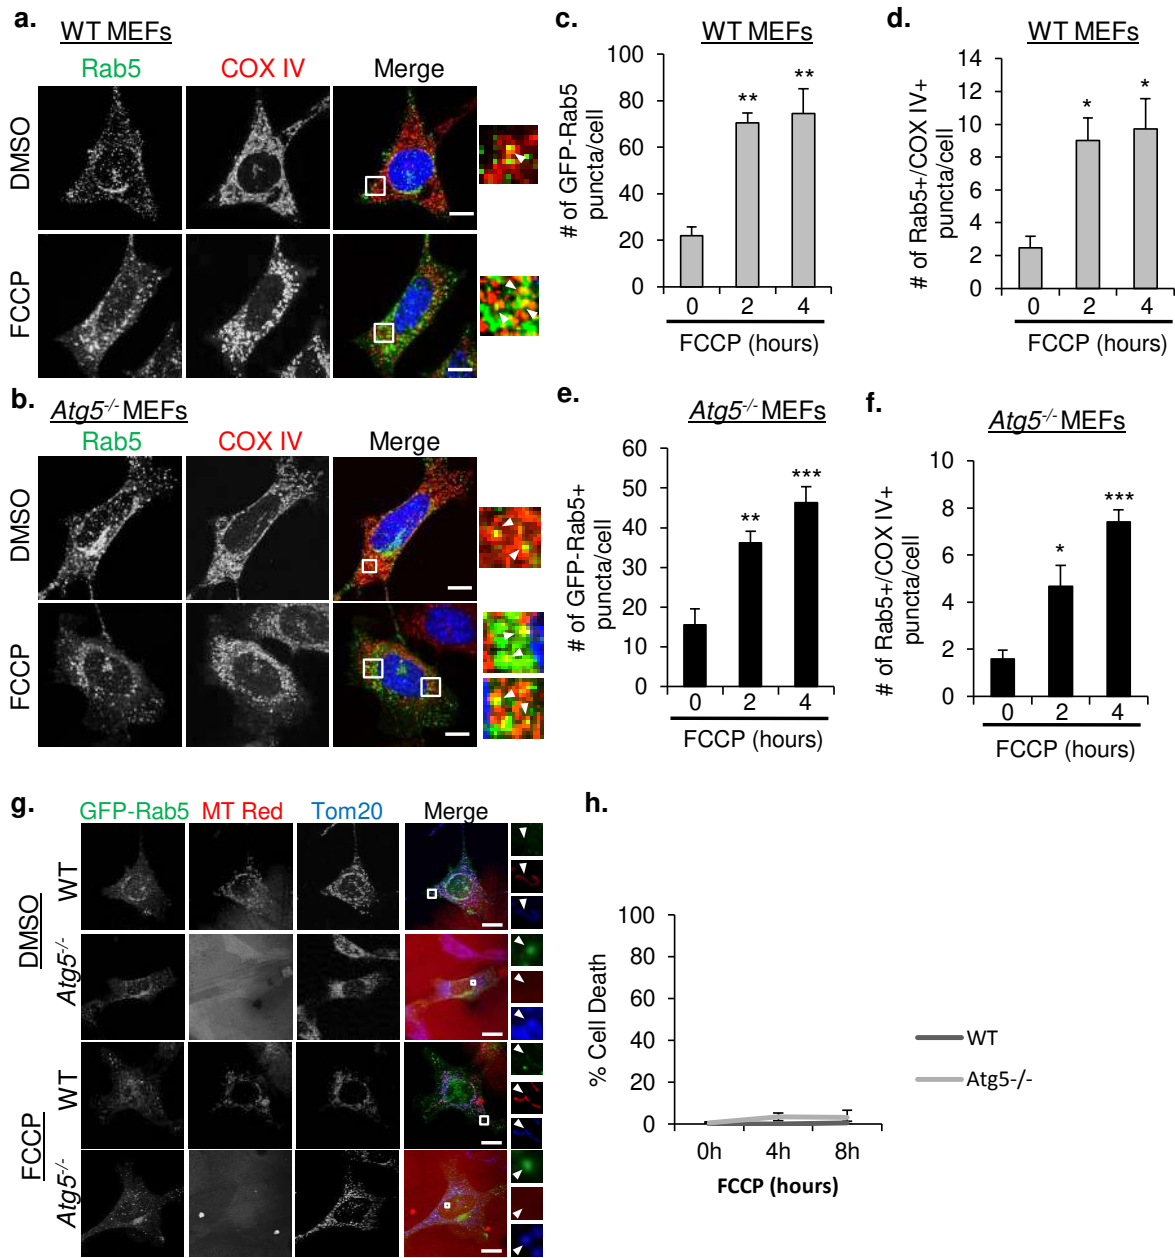 a.
WT MEFs
Rab5 COX IV Merge
DMSO
FCCP
b.
Atg5-/- MEFs
Rab5 COX IV Merge
DMSO
FCCP
c.
WT MEFs
# of GFP-Rab5
puncta/cell
100
80
60
40
20
0
**
**
0 2 4
FCCP (hours)
d.
WT MEFs
# of Rab5+/COX IV+
puncta/cell
14
12
10
8
6
4
2
0
*
*
0 2 4
FCCP (hours)
e.
Atg5-/- MEFs
# of GFP-Rab5+
puncta/cell
60
50
40
30
20
10
0
**
***
0 2 4
FCCP (hours)
f.
Atg5-/- MEFs
# of Rab5+/COX IV+
puncta/cell
10
8
6
4
2
0
*
***
0 2 4
FCCP (hours)
g.
GFP-Rab5 MT Red Tom20 Merge
DMSO
WT
Atg5-/-
FCCP
WT
Atg5-/-
h.
% Cell Death
100
80
60
40
20
0
0h 4h 8h
FCCP (hours)
WT
Atg5-/-